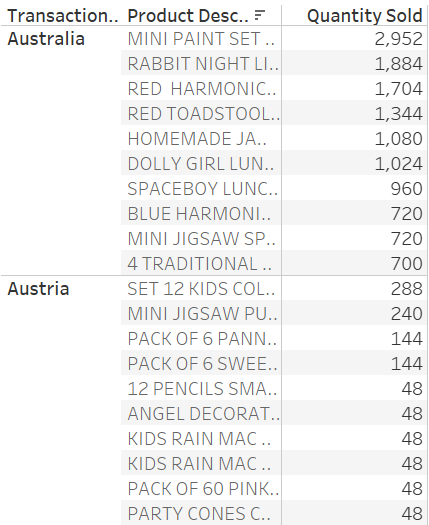 Transaction.. Product Desc.. Quantity Sold
Australia MINI PAINT SET .. 2,952
RABBIT NIGHT LI.. 1,884
RED  HARMONIC.. 1,704
RED TOADSTOOL.. 1,344
HOMEMADE JA.. 1,080
DOLLY GIRL LUN.. 1,024
SPACEBOY LUNC.. 960
BLUE HARMONI.. 720
MINI JIGSAW SP.. 720
4 TRADITIONAL .. 700
Austria SET 12 KIDS COL.. 288
MINI JIGSAW PU.. 240
PACK OF 6 PANN.. 144
PACK OF 6 SWEE.. 144
12 PENCILS SMA.. 48
ANGEL DECORAT.. 48
KIDS RAIN MAC .. 48
KIDS RAIN MAC .. 48
PACK OF 60 PINK.. 48
PARTY CONES C.. 48